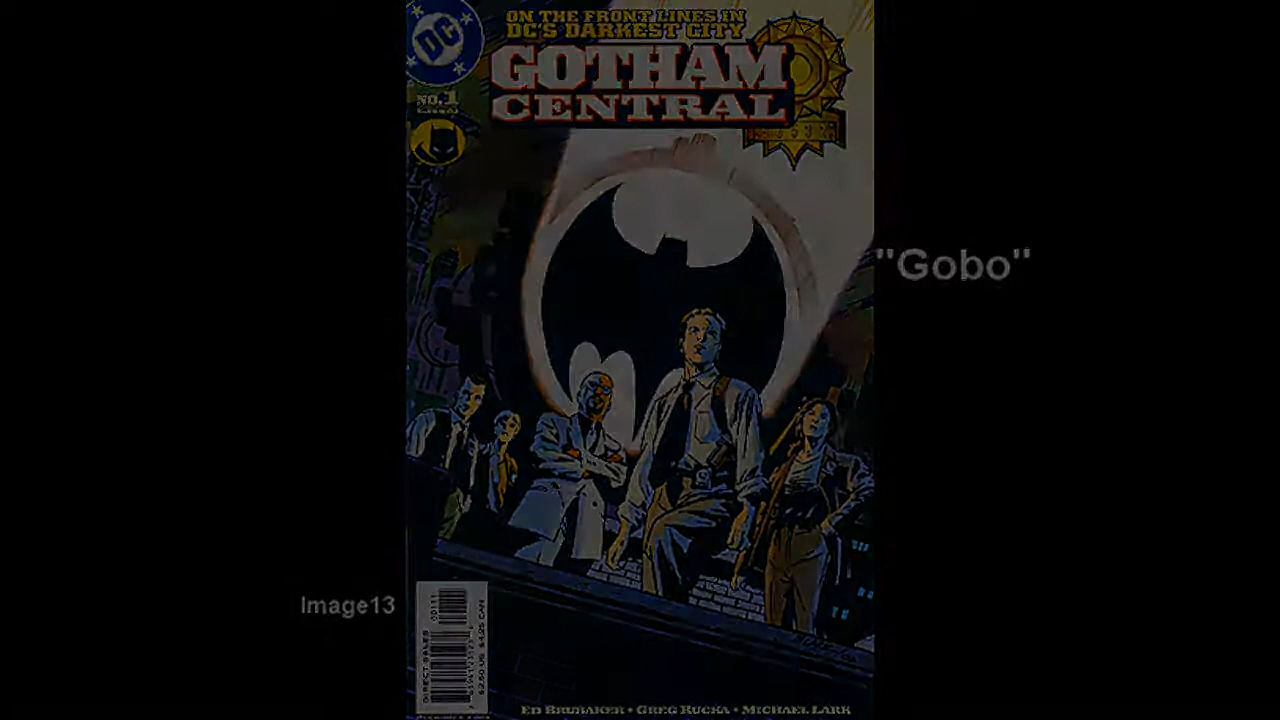 ON THE FRONT LINES IN
DC'S DARKEST CITY
DC
GOTHAM
CENTRAL
NO. 1
"Gobo"
Image13
00111
DIRECT SALES
$2.50 US $4.25 CAN
ED BRUBAKER • GREG RUCKA • MICHAEL LARK